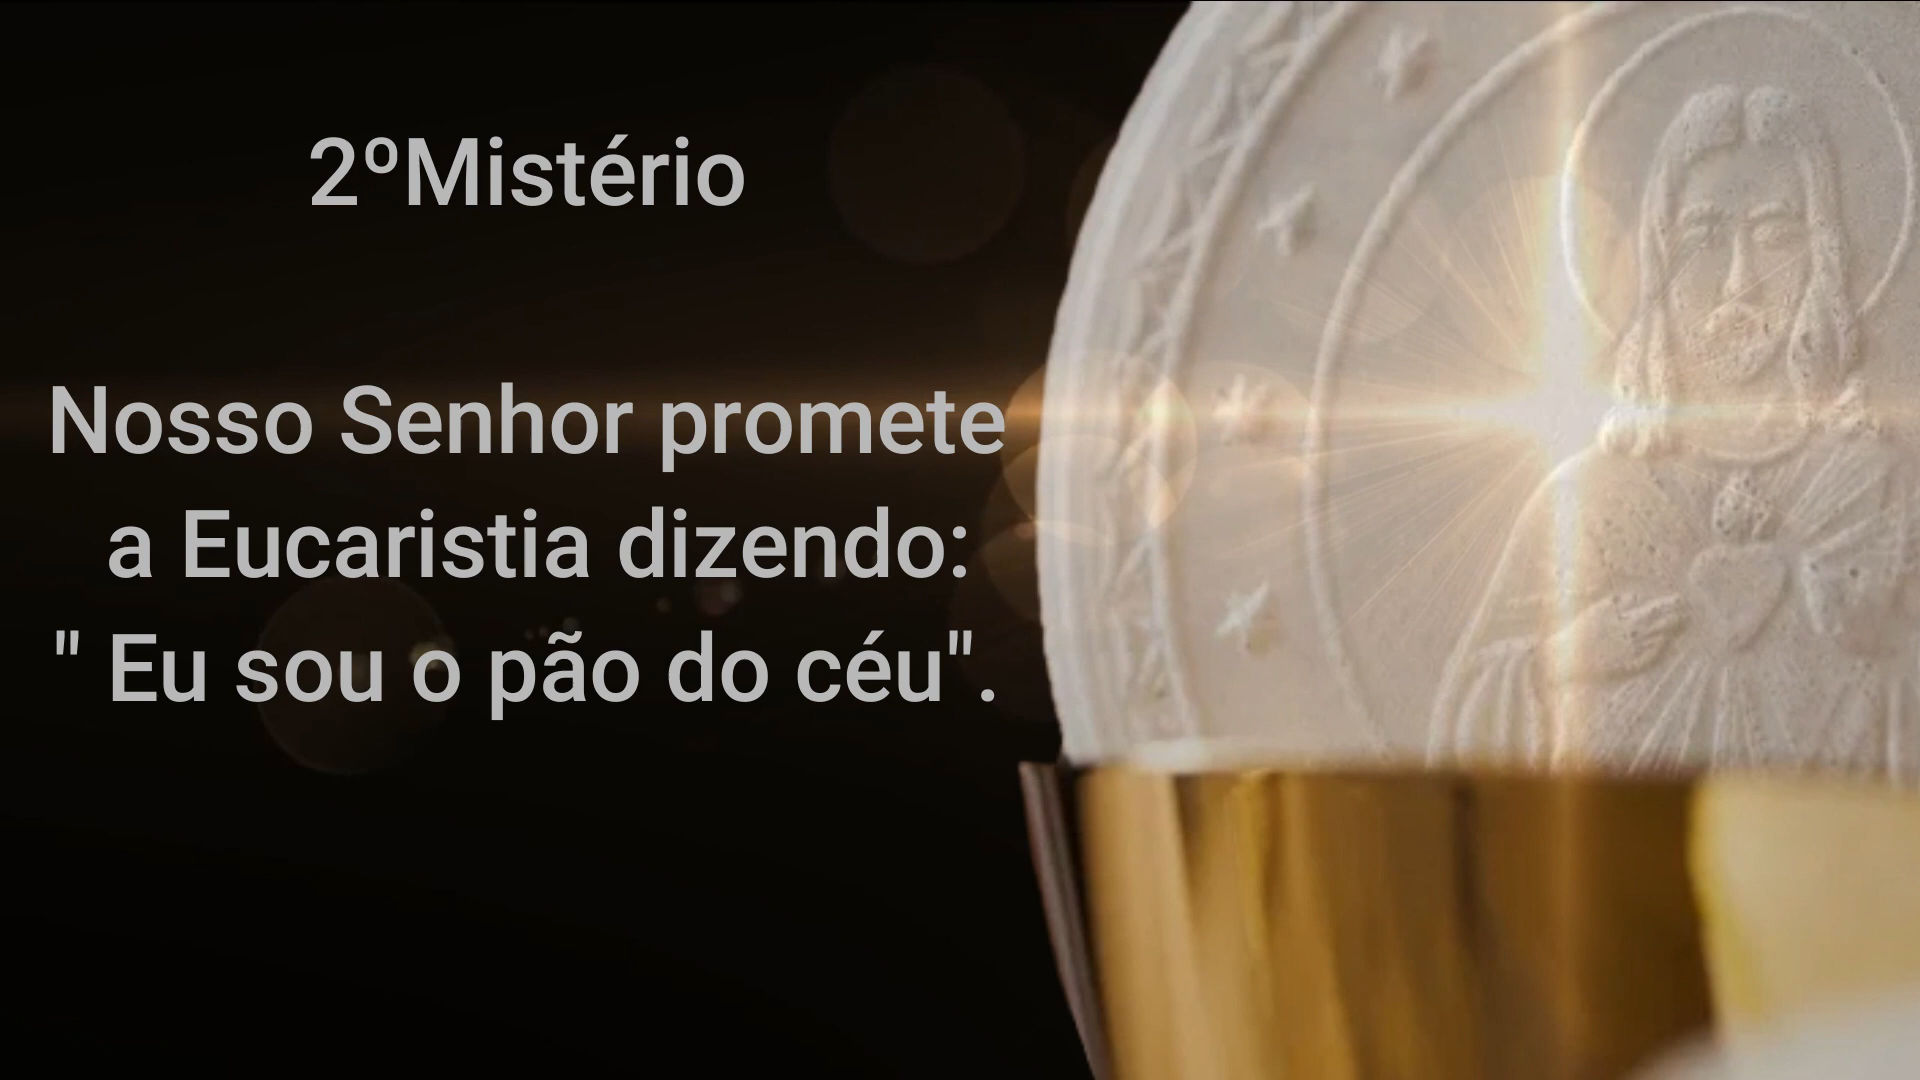 2ºMistério
Nosso Senhor promete
a Eucaristia dizendo:
" Eu sou o pão do céu".